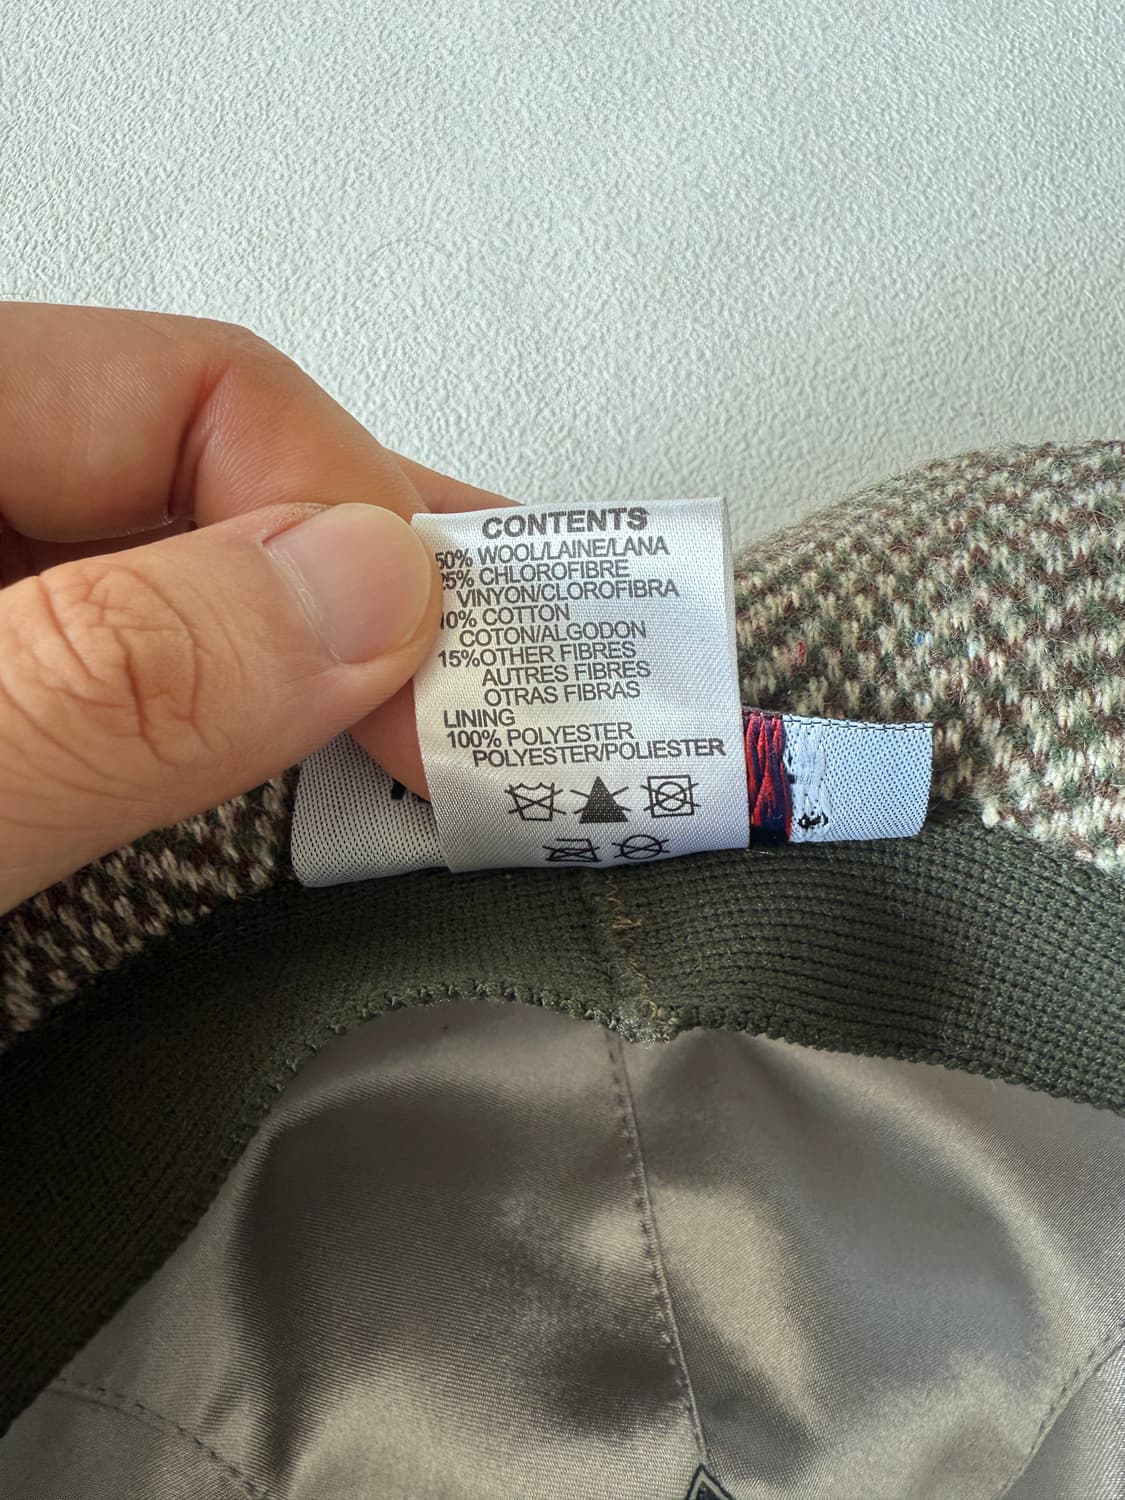 CONTENTS
50% WOOL/LAINE/LANA
25% CHLOROFIBRE
VINYON/CLOROFIBRA
10% COTTON
COTON/ALGODON
15%OTHER FIBRES
AUTRES FIBRES
OTRAS FIBRAS
LINING
100% POLYESTER
POLYESTER/POLIESTER